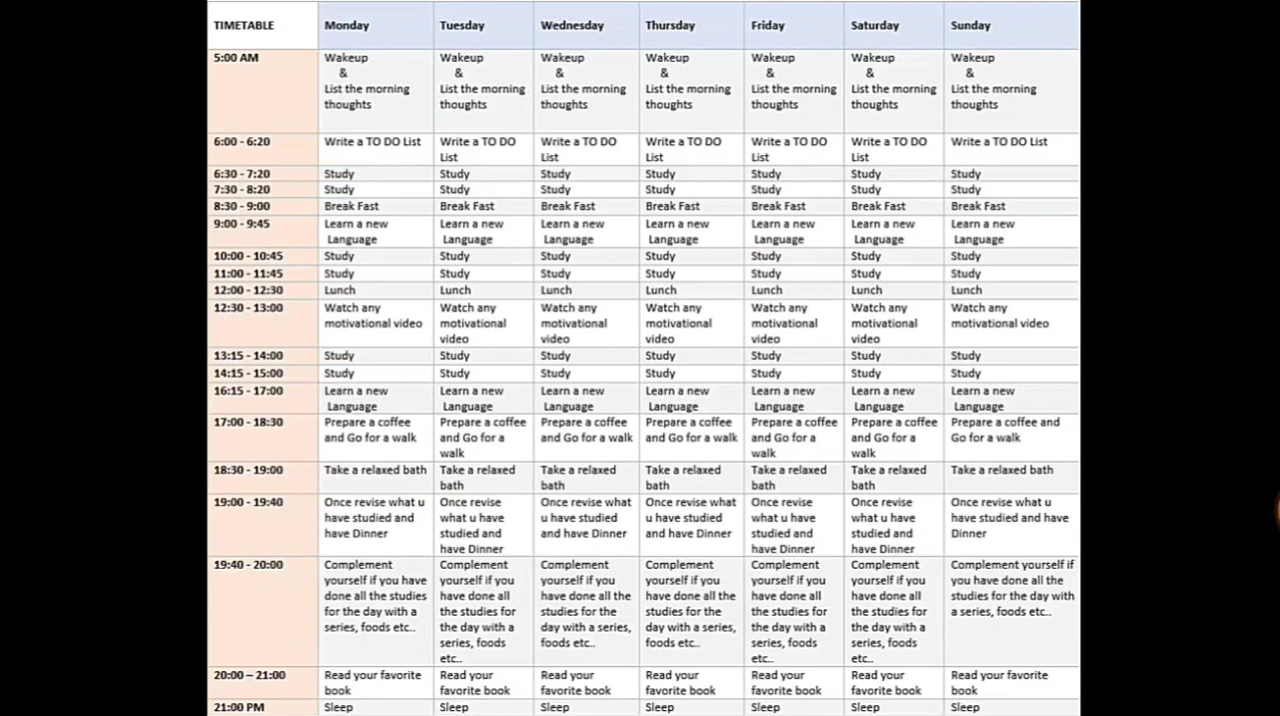 TIMETABLE Monday Tuesday Wednesday Thursday Friday Saturday Sunday
5:00 AM Wakeup Wakeup Wakeup Wakeup Wakeup Wakeup Wakeup
& & & & & & &
List the morning List the morning List the morning List the morning List the morning List the morning List the morning
thoughts thoughts thoughts thoughts thoughts thoughts thoughts
6:00 - 6:20 Write a TO DO List Write a TO DO Write a TO DO Write a TO DO Write a TO DO Write a TO DO Write a TO DO List
List List List List List
6:30 - 7:20 Study Study Study Study Study Study Study
7:30 - 8:20 Study Study Study Study Study Study Study
8:30 - 9:00 Break Fast Break Fast Break Fast Break Fast Break Fast Break Fast Break Fast
9:00 - 9:45 Learn a new Learn a new Learn a new Learn a new Learn a new Learn a new Learn a new
Language Language Language Language Language Language Language
10:00 - 10:45 Study Study Study Study Study Study Study
11:00 - 11:45 Study Study Study Study Study Study Study
12:00 - 12:30 Lunch Lunch Lunch Lunch Lunch Lunch Lunch
12:30 - 13:00 Watch any Watch any Watch any Watch any Watch any Watch any Watch any
motivational video motivational motivational motivational motivational motivational motivational video
video video video video video
13:15 - 14:00 Study Study Study Study Study Study Study
14:15 - 15:00 Study Study Study Study Study Study Study
16:15 - 17:00 Learn a new Learn a new Learn a new Learn a new Learn a new Learn a new Learn a new
Language Language Language Language Language Language Language
17:00 - 18:30 Prepare a coffee Prepare a coffee Prepare a coffee Prepare a coffee Prepare a coffee Prepare a coffee Prepare a coffee and
and Go for a walk and Go for a and Go for a walk and Go for a walk and Go for a and Go for a Go for a walk
walk walk walk
18:30 - 19:00 Take a relaxed bath Take a relaxed Take a relaxed Take a relaxed Take a relaxed Take a relaxed Take a relaxed bath
bath bath bath bath bath
19:00 - 19:40 Once revise what u Once revise Once revise what Once revise what Once revise Once revise Once revise what u
have studied and what u have u have studied u have studied what u have what u have have studied and have
have Dinner studied and and have Dinner and have Dinner studied and studied and Dinner
have Dinner have Dinner have Dinner
19:40 - 20:00 Complement Complement Complement Complement Complement Complement Complement yourself if
yourself if you have yourself if you yourself if you yourself if you yourself if you yourself if you you have done all the
done all the studies have done all have done all the have done all the have done all have done all studies for the day with
for the day with a the studies for studies for the studies for the the studies for the studies for a series, foods etc..
series, foods etc.. the day with a day with a series, day with a series, the day with a the day with a
series, foods foods etc.. foods etc.. series, foods series, foods
etc.. etc.. etc..
20:00 – 21:00 Read your favorite Read your Read your Read your Read your Read your Read your favorite
book favorite book favorite book favorite book favorite book favorite book book
21:00 PM Sleep Sleep Sleep Sleep Sleep Sleep Sleep